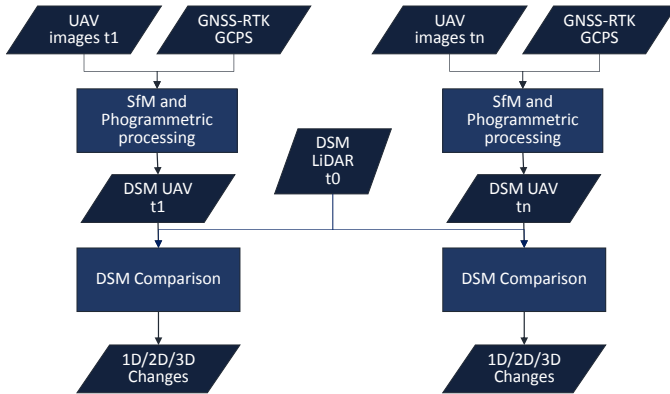 UAV
images t1
GNSS-RTK
GCPS
UAV
images tn
GNSS-RTK
GCPS
SfM and
Phogrammetric
processing
SfM and
Phogrammetric
processing
DSM
LiDAR
t0
DSM UAV
t1
DSM UAV
tn
DSM Comparison
DSM Comparison
1D/2D/3D
Changes
1D/2D/3D
Changes